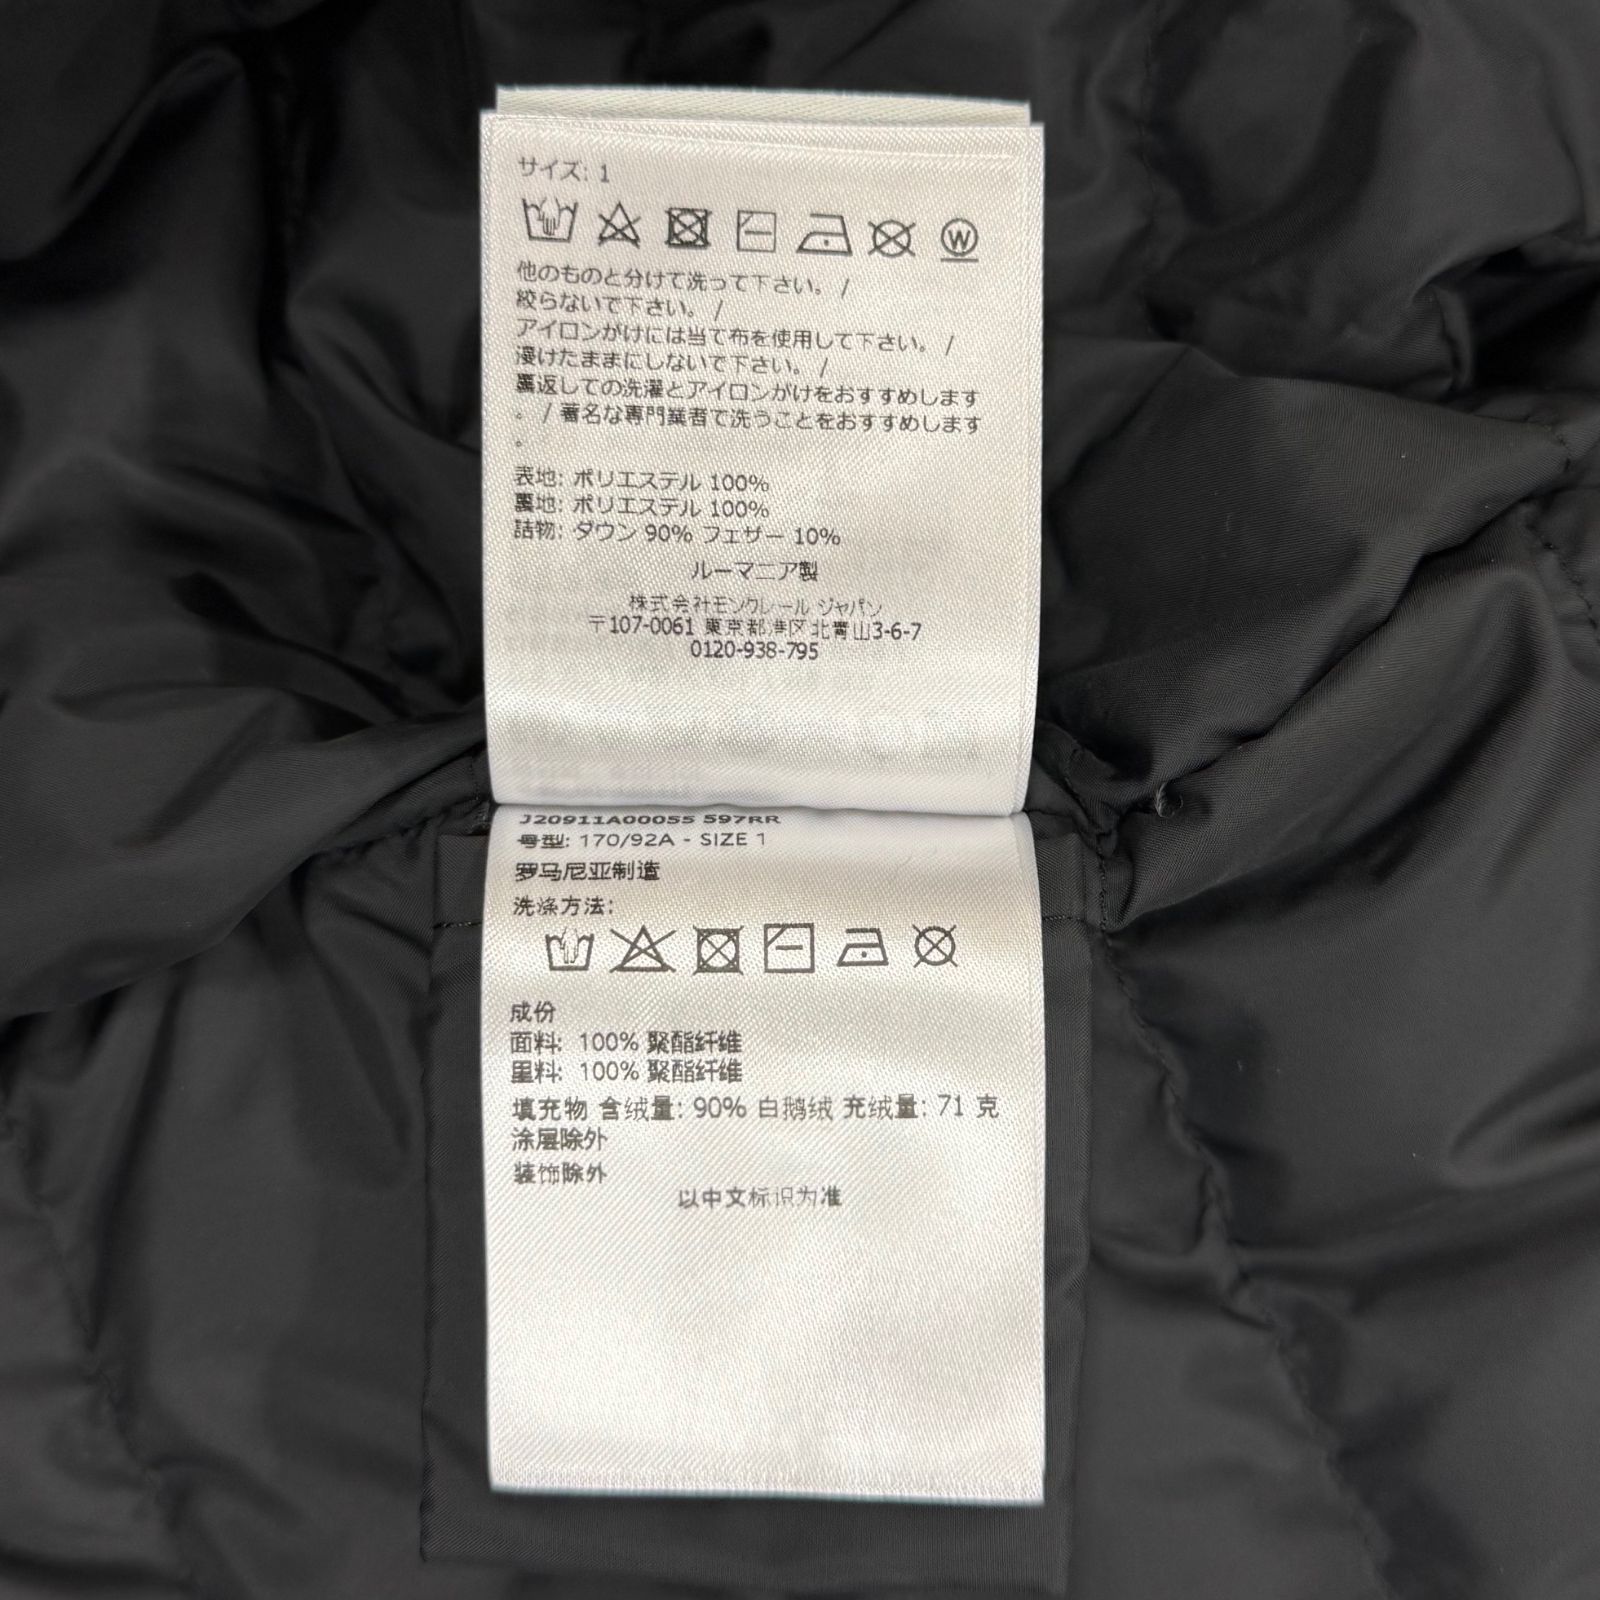 サイズ: 1
W
他のものと分けて洗って下さい。 /
絞らないで下さい。 /
アイロンがけには当て布を使用して下さい。 /
浸けたままにしないで下さい。 /
裏返しての洗濯とアイロンがけをおすすめします
。 / 著名な専門業者で洗うことをおすすめします
。
表地: ポリエステル 100%
裏地: ポリエステル 100%
詰物: ダウン 90% フェザー 10%
ルーマニア製
株式会社モンクレール ジャパン
〒107-0061 東京都港区北青山3-6-7
0120-938-795
J20911A00055 597RR
号型: 170/92A - SIZE 1
罗马尼亚制造
洗涤方法:
成份
面料: 100% 聚酯纤维
里料: 100% 聚酯纤维
填充物 含绒量: 90% 白鹅绒 充绒量: 71 克
涂层除外
装饰除外
以中文标识为准